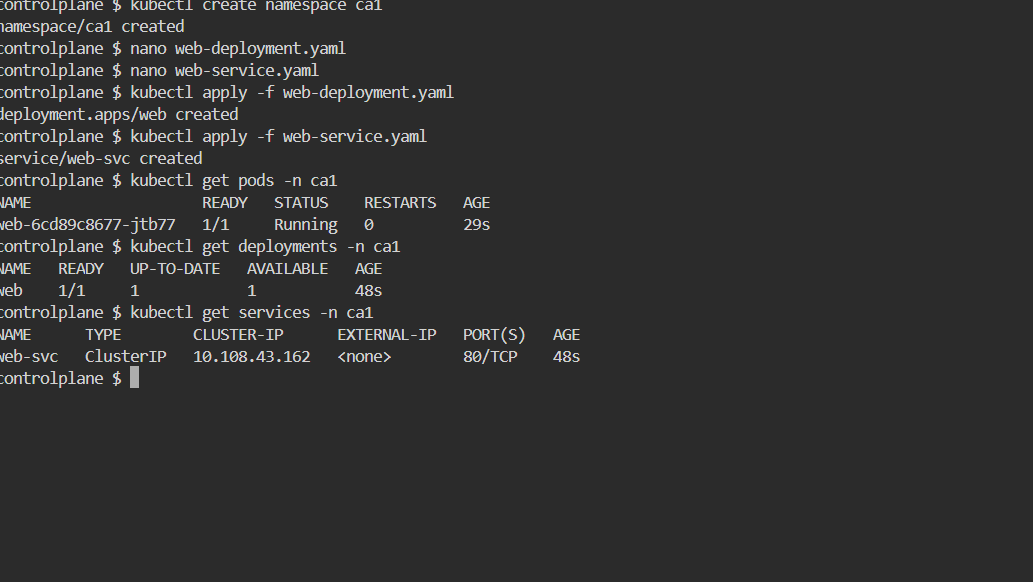 controlplane $ kubectl create namespace ca1
namespace/ca1 created
controlplane $ nano web-deployment.yaml
controlplane $ nano web-service.yaml
controlplane $ kubectl apply -f web-deployment.yaml
deployment.apps/web created
controlplane $ kubectl apply -f web-service.yaml
service/web-svc created
controlplane $ kubectl get pods -n ca1
NAME READY STATUS RESTARTS AGE
web-6cd89c8677-jtb77 1/1 Running 0 29s
controlplane $ kubectl get deployments -n ca1
NAME READY UP-TO-DATE AVAILABLE AGE
web 1/1 1 1 48s
controlplane $ kubectl get services -n ca1
NAME TYPE CLUSTER-IP EXTERNAL-IP PORT(S) AGE
web-svc ClusterIP 10.108.43.162 <none> 80/TCP 48s
controlplane $